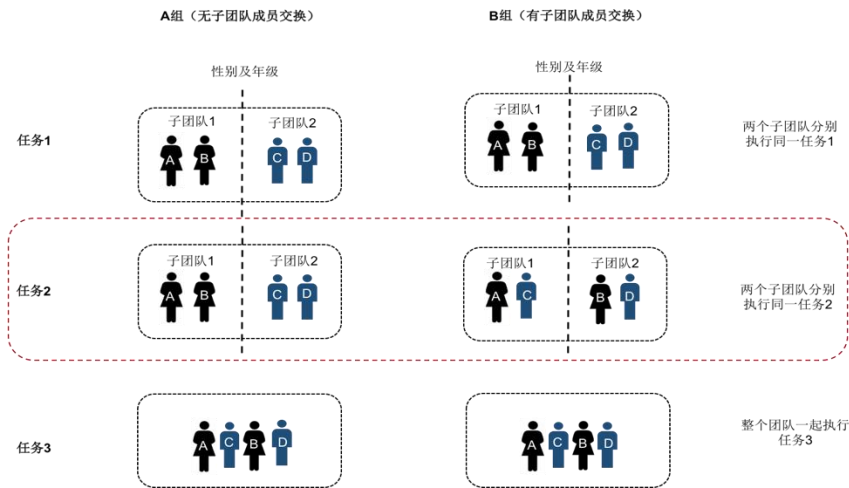 A组（无子团队成员交换）
B组（有子团队成员交换）
性别及年级
性别及年级
任务1
子团队1
子团队2
A B C D
子团队1
子团队2
A B C D
两个子团队分别
执行同一任务1
任务2
子团队1
子团队2
A B C D
子团队1
子团队2
A C B D
两个子团队分别
执行同一任务2
任务3
A C B D
A C B D
整个团队一起执行
任务3